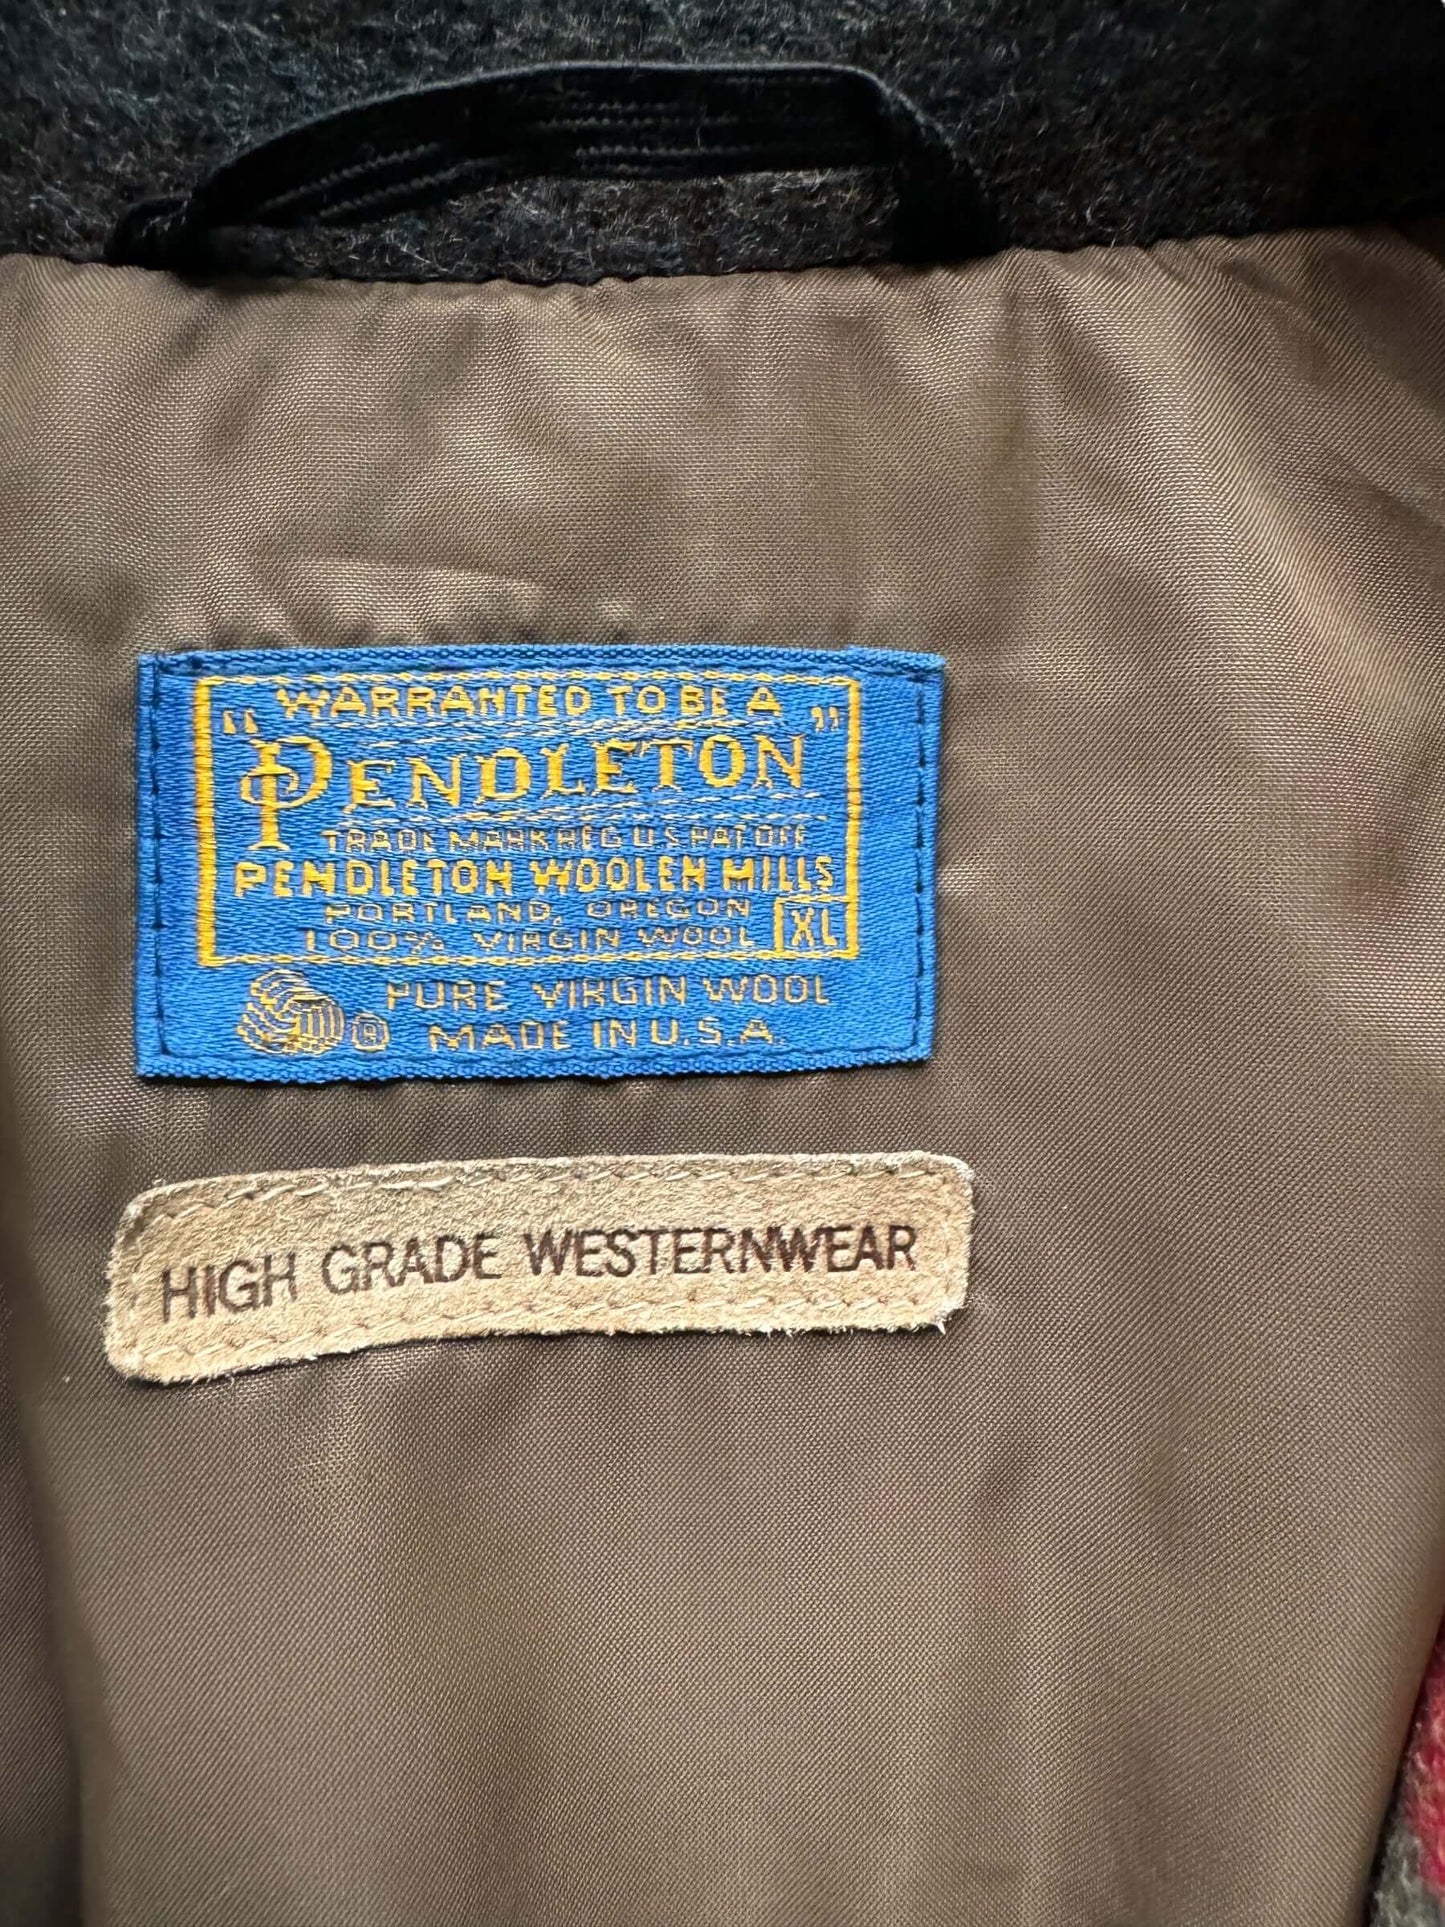 WARRANTED TO BE A
"PENDLETON"
TRADE MARK REG U S PAT OFF
PENDLETON WOOLEN MILLS
PORTLAND, OREGON
100% VIRGIN WOOL XL
PURE VIRGIN WOOL
® MADE IN U.S.A.
HIGH GRADE WESTERNWEAR